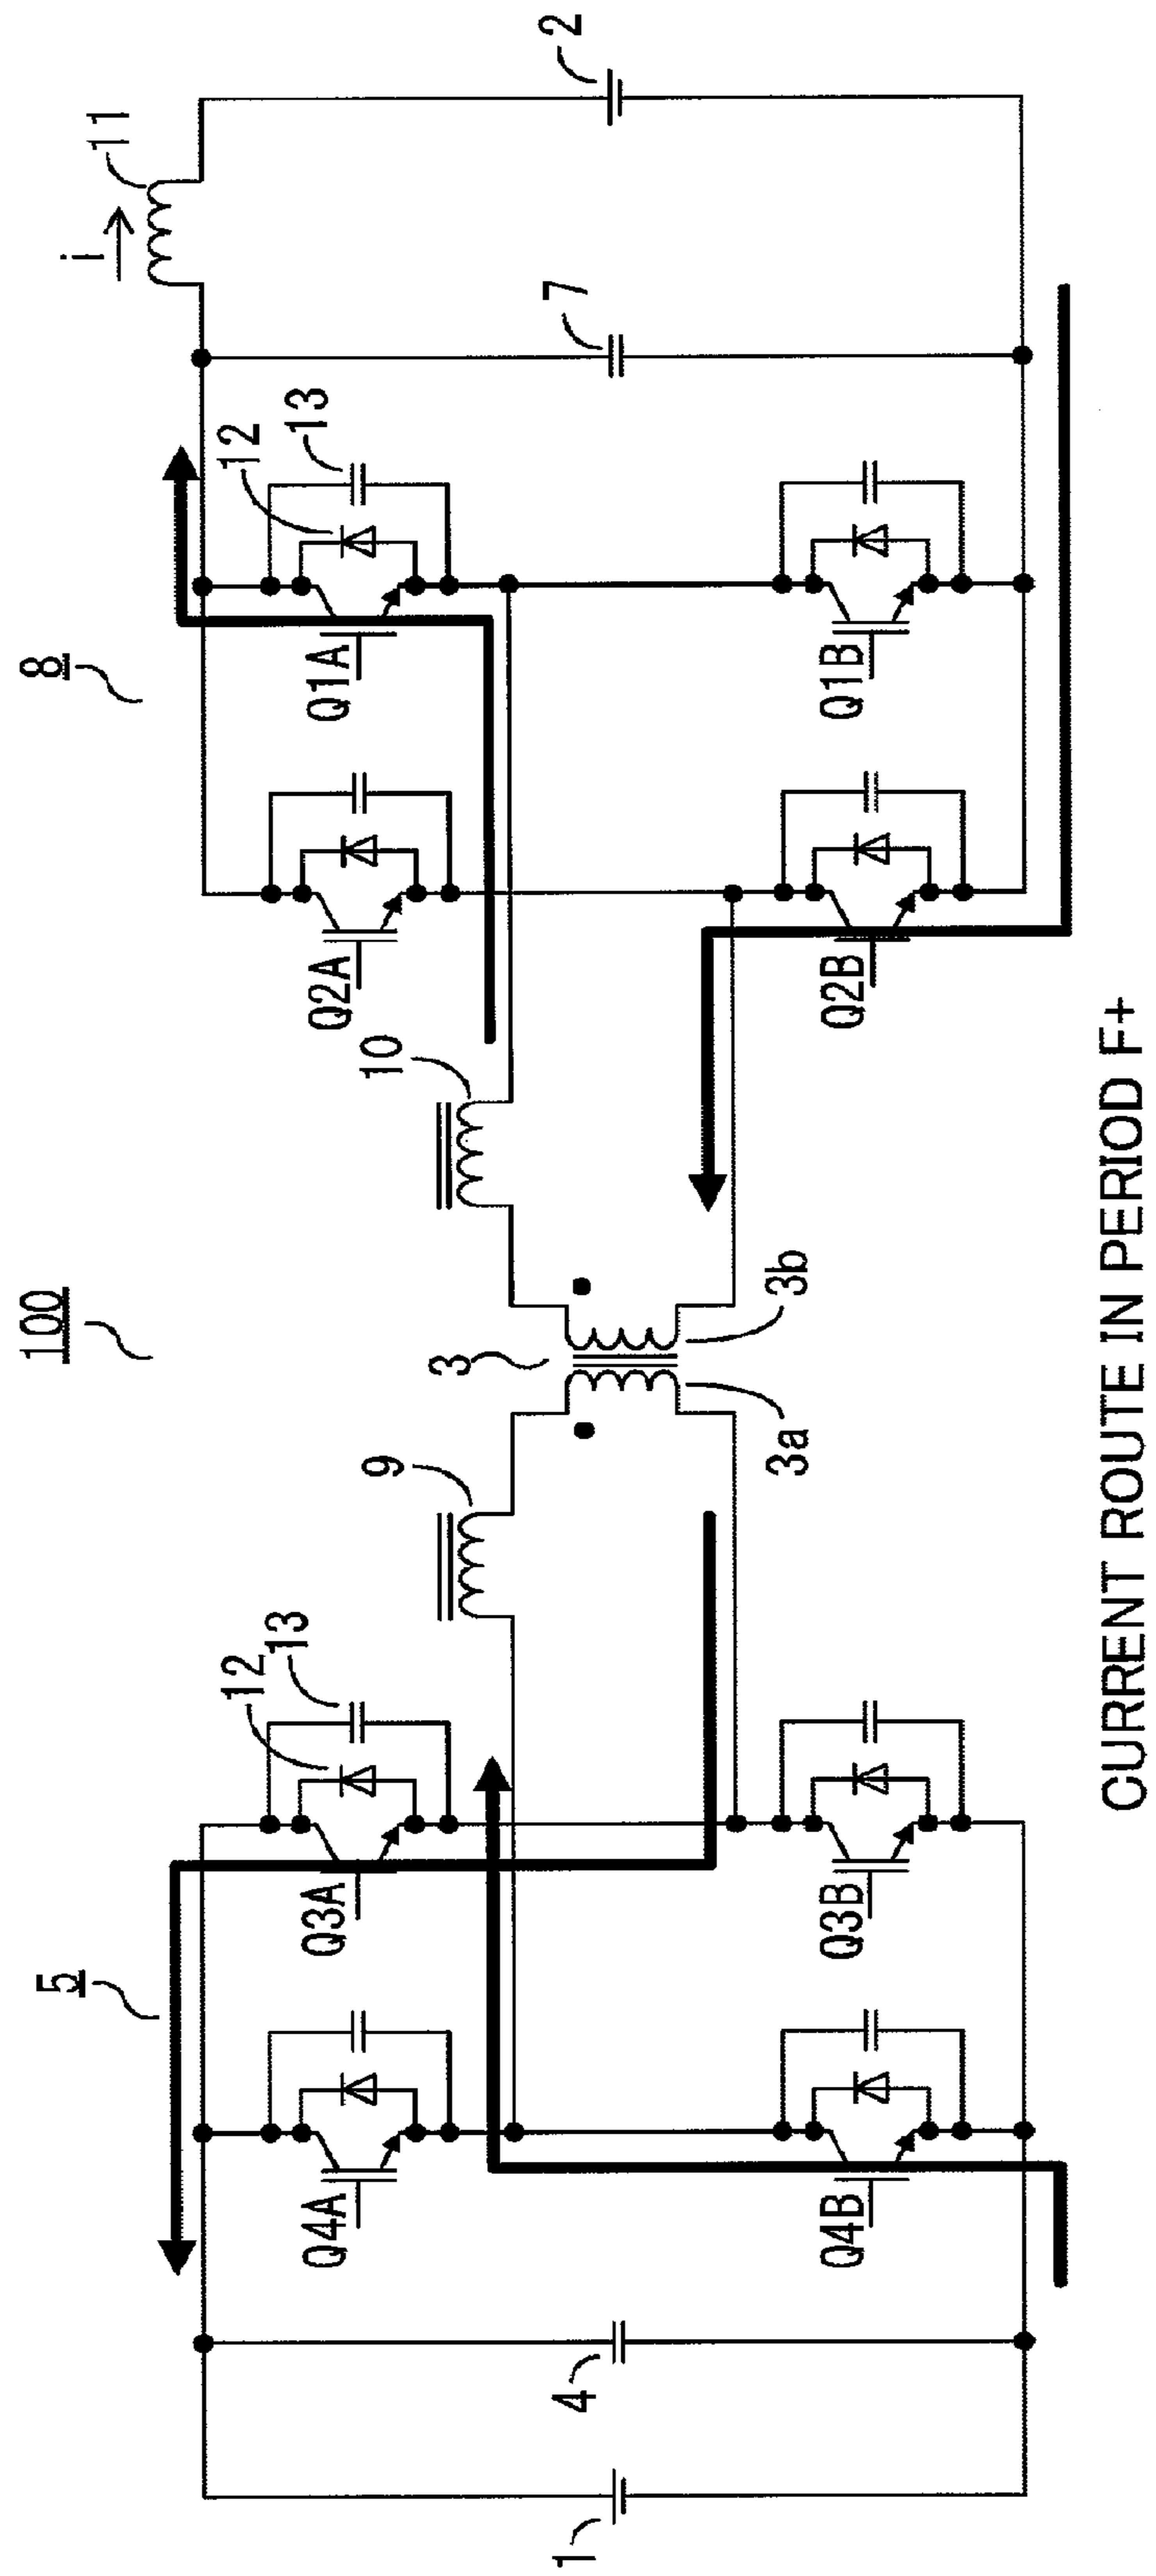 100
5
8
i
11
12
13
12
13
Q4A
Q3A
9
3
10
Q2A
Q1A
1
4
7
2
3a
3b
Q4B
Q3B
Q2B
Q1B
CURRENT ROUTE IN PERIOD F+